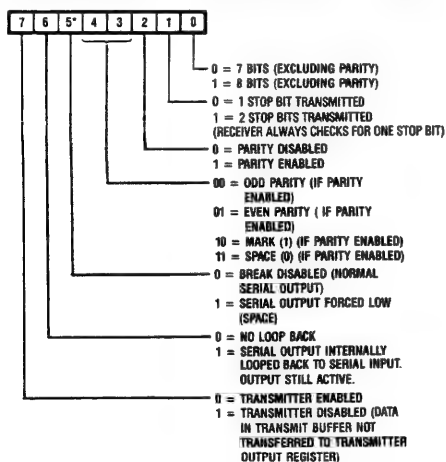 7 6 5* 4 3 2 1 0
0 = 7 BITS (EXCLUDING PARITY)
1 = 8 BITS (EXCLUDING PARITY)
0 = 1 STOP BIT TRANSMITTED
1 = 2 STOP BITS TRANSMITTED
(RECEIVER ALWAYS CHECKS FOR ONE STOP BIT)
0 = PARITY DISABLED
1 = PARITY ENABLED
00 = ODD PARITY (IF PARITY
ENABLED)
01 = EVEN PARITY ( IF PARITY
ENABLED)
10 = MARK (1) (IF PARITY ENABLED)
11 = SPACE (0) (IF PARITY ENABLED)
0 = BREAK DISABLED (NORMAL
SERIAL OUTPUT)
1 = SERIAL OUTPUT FORCED LOW
(SPACE)
0 = NO LOOP BACK
1 = SERIAL OUTPUT INTERNALLY
LOOPED BACK TO SERIAL INPUT.
OUTPUT STILL ACTIVE.
0 = TRANSMITTER ENABLED
1 = TRANSMITTER DISABLED (DATA
IN TRANSMIT BUFFER NOT
TRANSFERRED TO TRANSMITTER
OUTPUT REGISTER)